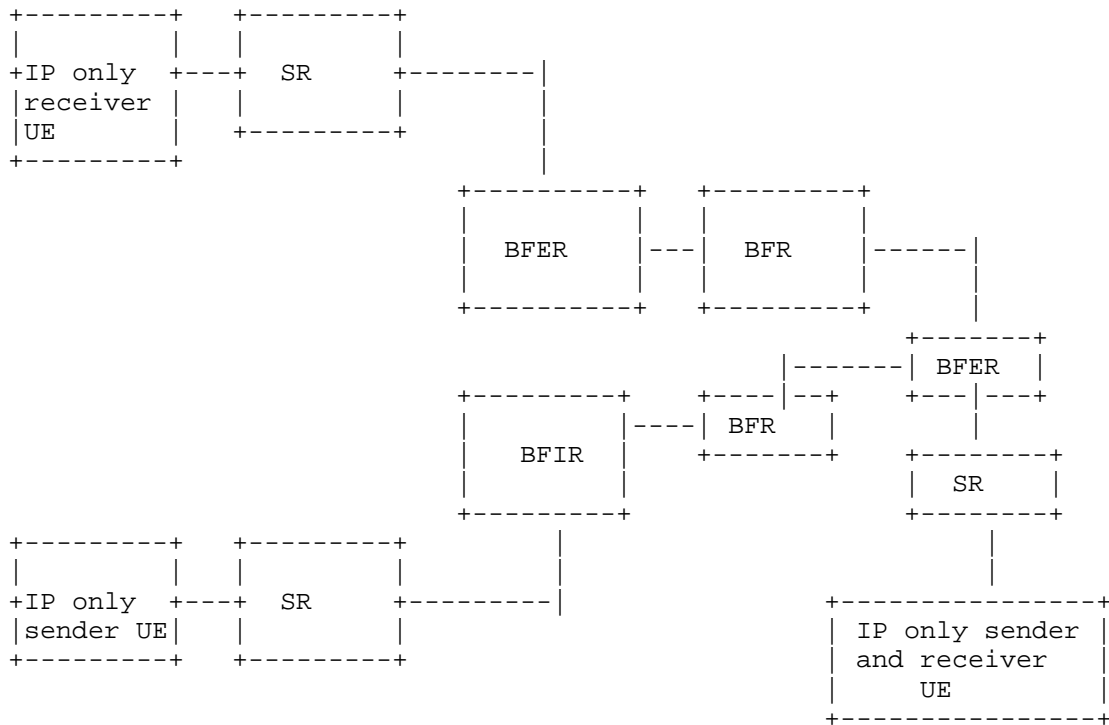 IP only
receiver
UE
SR
BFER
BFR
BFER
BFR
BFIR
SR
IP only
sender UE
SR
IP only sender
and receiver
UE